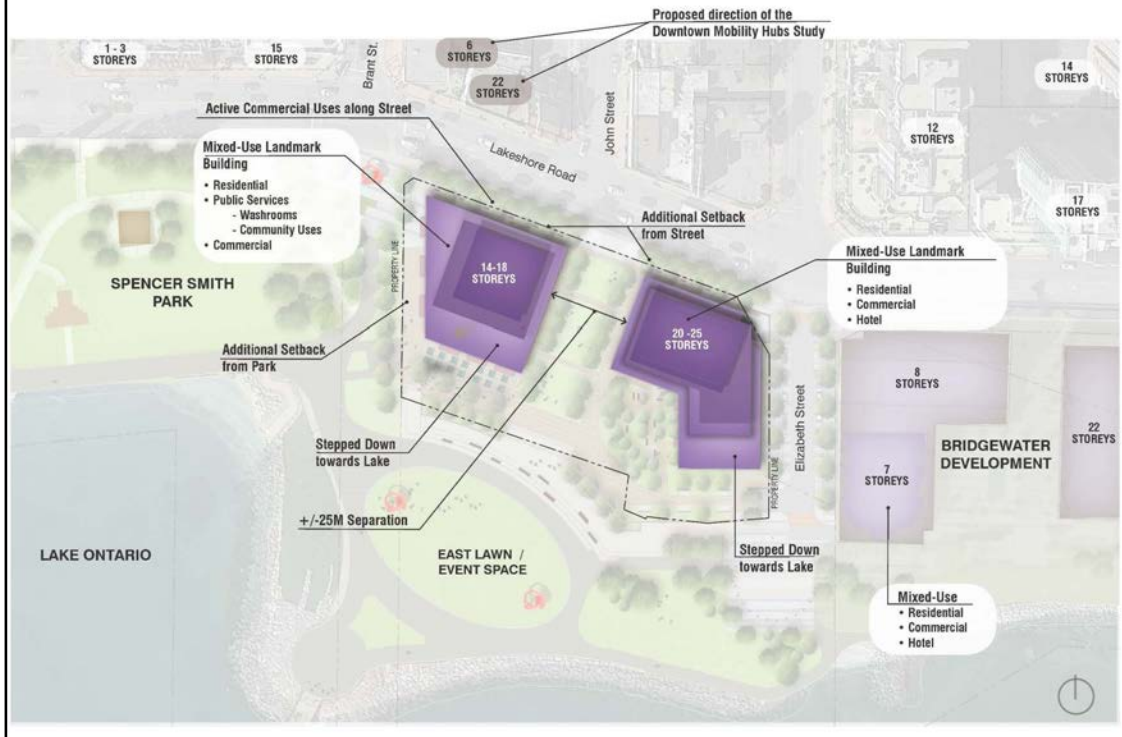 Proposed direction of the
Downtown Mobility Hubs Study
1 - 3
STOREYS
15
STOREYS
Brant St.
6
STOREYS
22
STOREYS
John Street
14
STOREYS
12
STOREYS
17
STOREYS
Active Commercial Uses along Street
Lakeshore Road
Mixed-Use Landmark
Building
• Residential
• Public Services
- Washrooms
- Community Uses
• Commercial
Additional Setback
from Street
Mixed-Use Landmark
Building
• Residential
• Commercial
• Hotel
SPENCER SMITH
PARK
PROPERTY LINE
14-18
STOREYS
20 -25
STOREYS
Additional Setback
from Park
8
STOREYS
Elizabeth Street
22
STOREYS
BRIDGEWATER
DEVELOPMENT
Stepped Down
towards Lake
7
STOREYS
PROPERTY LINE
+/-25M Separation
LAKE ONTARIO
EAST LAWN /
EVENT SPACE
Stepped Down
towards Lake
Mixed-Use
• Residential
• Commercial
• Hotel